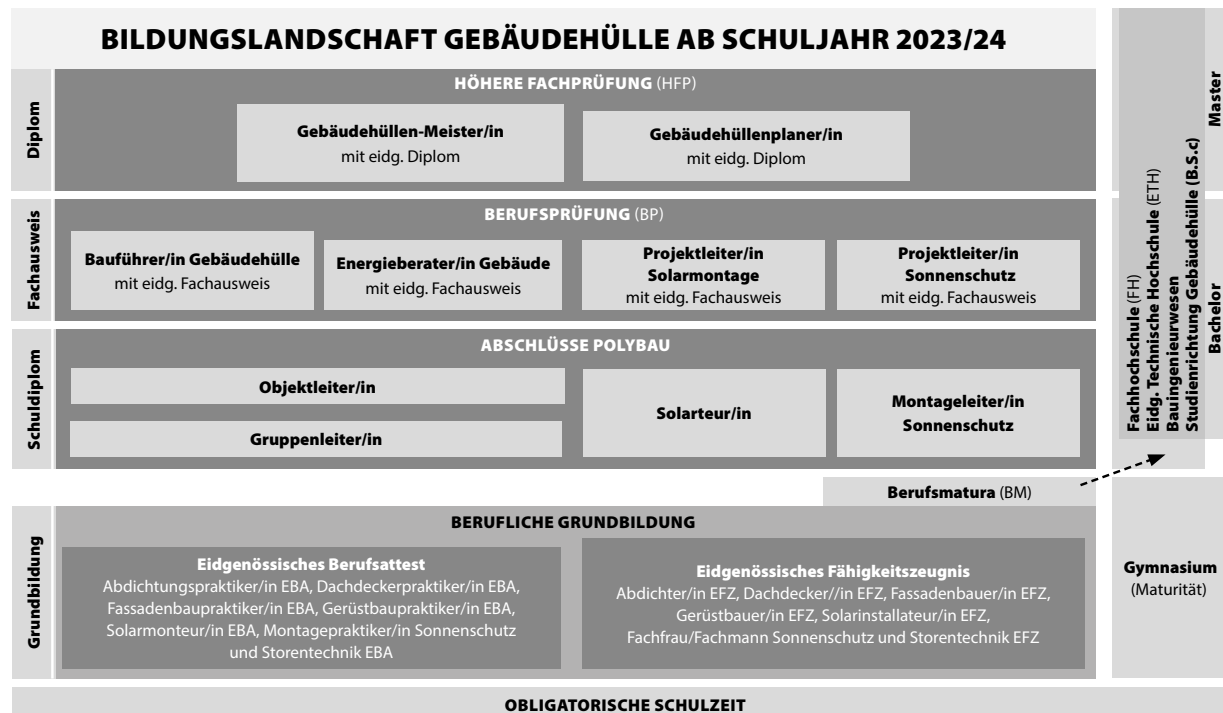 BILDUNGSLANDSCHAFT GEBÄUDEHÜLLE AB SCHULJAHR 2023/24
Diplom
HÖHERE FACHPRÜFUNG (HFP)
Gebäudehüllen-Meister/in
mit eidg. Diplom
Gebäudehüllenplaner/in
mit eidg. Diplom
Fachausweis
BERUFSPRÜFUNG (BP)
Bauführer/in Gebäudehülle
mit eidg. Fachausweis
Energieberater/in Gebäude
mit eidg. Fachausweis
Projektleiter/in
Solarmontage
mit eidg. Fachausweis
Projektleiter/in
Sonnenschutz
mit eidg. Fachausweis
Schuldiplom
ABSCHLÜSSE POLYBAU
Objektleiter/in
Gruppenleiter/in
Solarteur/in
Montageleiter/in
Sonnenschutz
Fachhochschule (FH)
Eidg. Technische Hochschule (ETH)
Bauingenieurwesen
Studienrichtung Gebäudehülle (B.S.c)
Master
Bachelor
Berufsmatura (BM)
Grundbildung
BERUFLICHE GRUNDBILDUNG
Eidgenössisches Berufsattest
Abdichtungspraktiker/in EBA, Dachdeckerpraktiker/in EBA,
Fassadenbaupraktiker/in EBA, Gerüstbaupraktiker/in EBA,
Solarmonteur/in EBA, Montagepraktiker/in Sonnenschutz
und Storentechnik EBA
Eidgenössisches Fähigkeitszeugnis
Abdichter/in EFZ, Dachdecker//in EFZ, Fassadenbauer/in EFZ,
Gerüstbauer/in EFZ, Solarinstallateur/in EFZ,
Fachfrau/Fachmann Sonnenschutz und Storentechnik EFZ
Gymnasium
(Maturität)
OBLIGATORISCHE SCHULZEIT